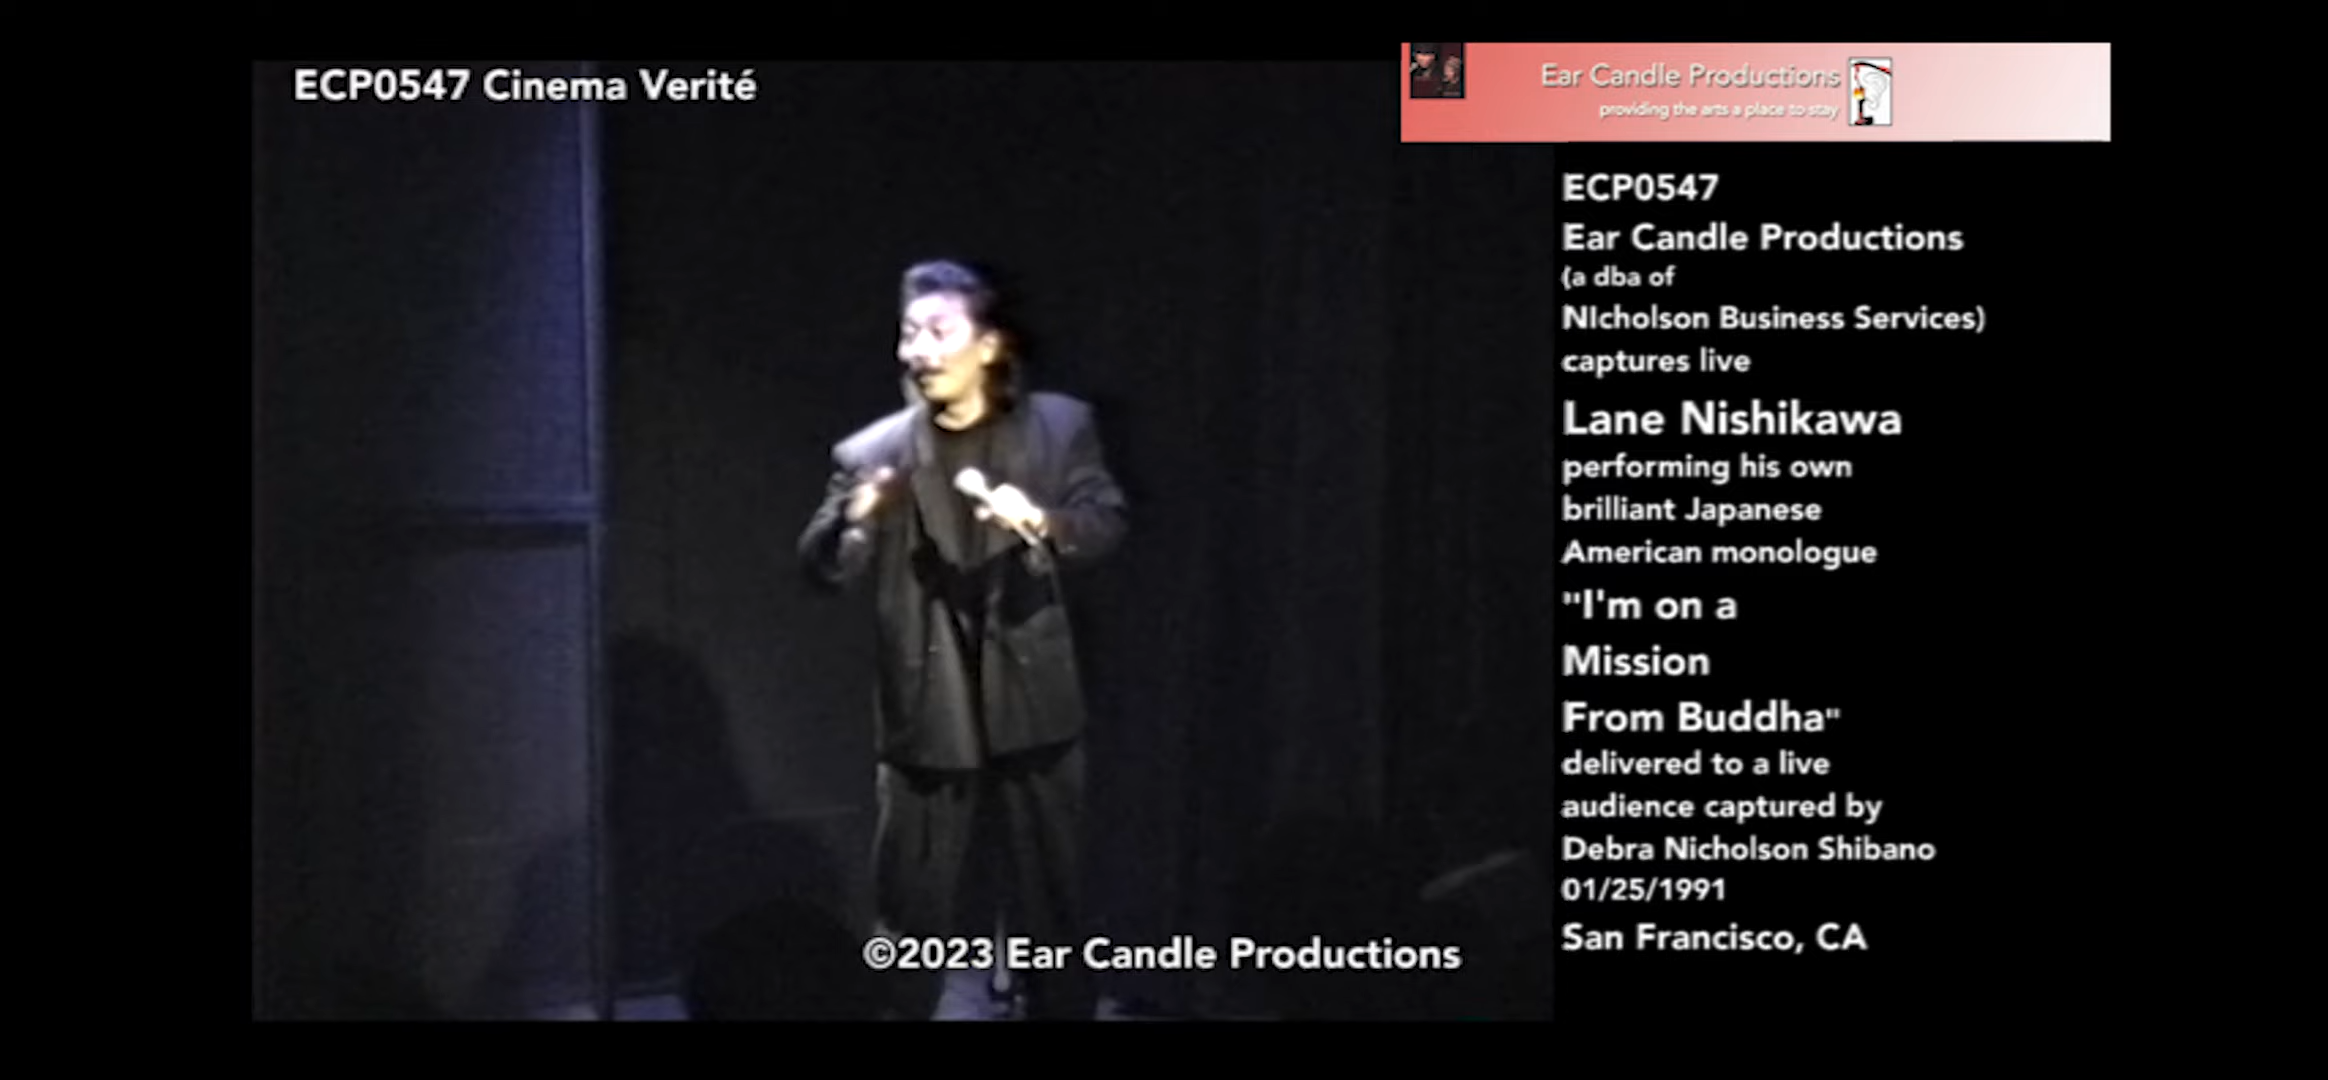 ECP0547 Cinema Verité
Ear Candle Productions
providing the arts a place to stay
ECP0547
Ear Candle Productions
(a dba of
NIcholson Business Services)
captures live
Lane Nishikawa
performing his own
brilliant Japanese
American monologue
"I'm on a
Mission
From Buddha"
delivered to a live
audience captured by
Debra Nicholson Shibano
01/25/1991
San Francisco, CA
©2023 Ear Candle Productions